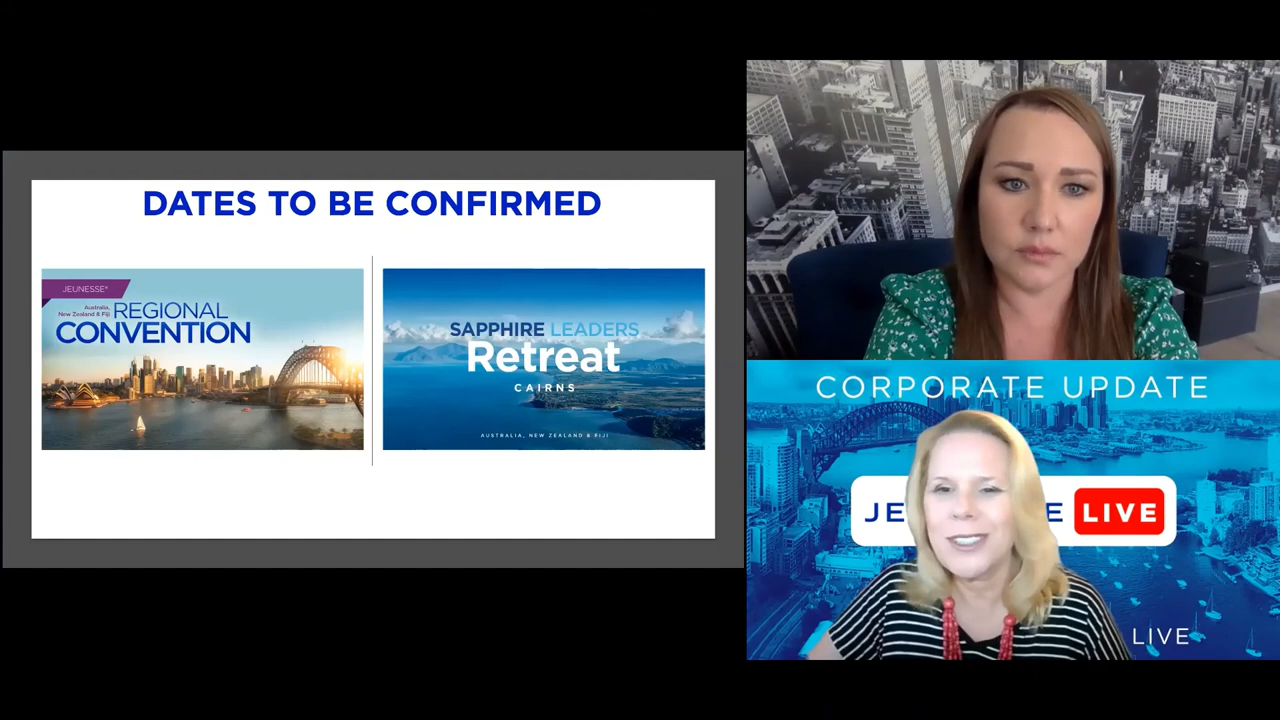 DATES TO BE CONFIRMED
JEUNESSE®
Australia,
New Zealand & Fiji
REGIONAL
CONVENTION
SAPPHIRE LEADERS
Retreat
CAIRNS
AUSTRALIA, NEW ZEALAND & FIJI
CORPORATE UPDATE
JE E LIVE
LIVE